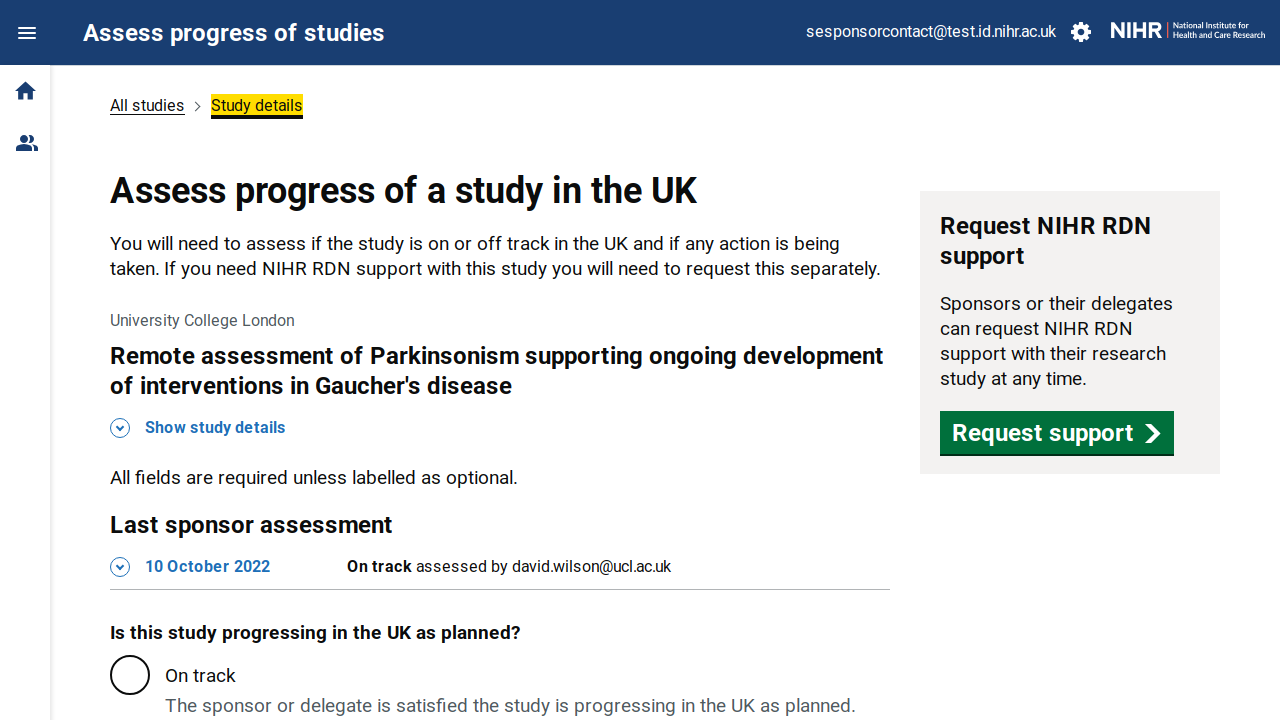 Assess progress of studies
sesponsorcontact@test.id.nihr.ac.uk
NIHR | National Institute for
Health and Care Research
All studies
Study details
Assess progress of a study in the UK
You will need to assess if the study is on or off track in the UK and if any action is being
taken. If you need NIHR RDN support with this study you will need to request this separately.
University College London
Remote assessment of Parkinsonism supporting ongoing development
of interventions in Gaucher's disease
Show study details
All fields are required unless labelled as optional.
Last sponsor assessment
10 October 2022 On track assessed by david.wilson@ucl.ac.uk
Is this study progressing in the UK as planned?
On track
The sponsor or delegate is satisfied the study is progressing in the UK as planned.
Request NIHR RDN
support
Sponsors or their delegates
can request NIHR RDN
support with their research
study at any time.
Request support